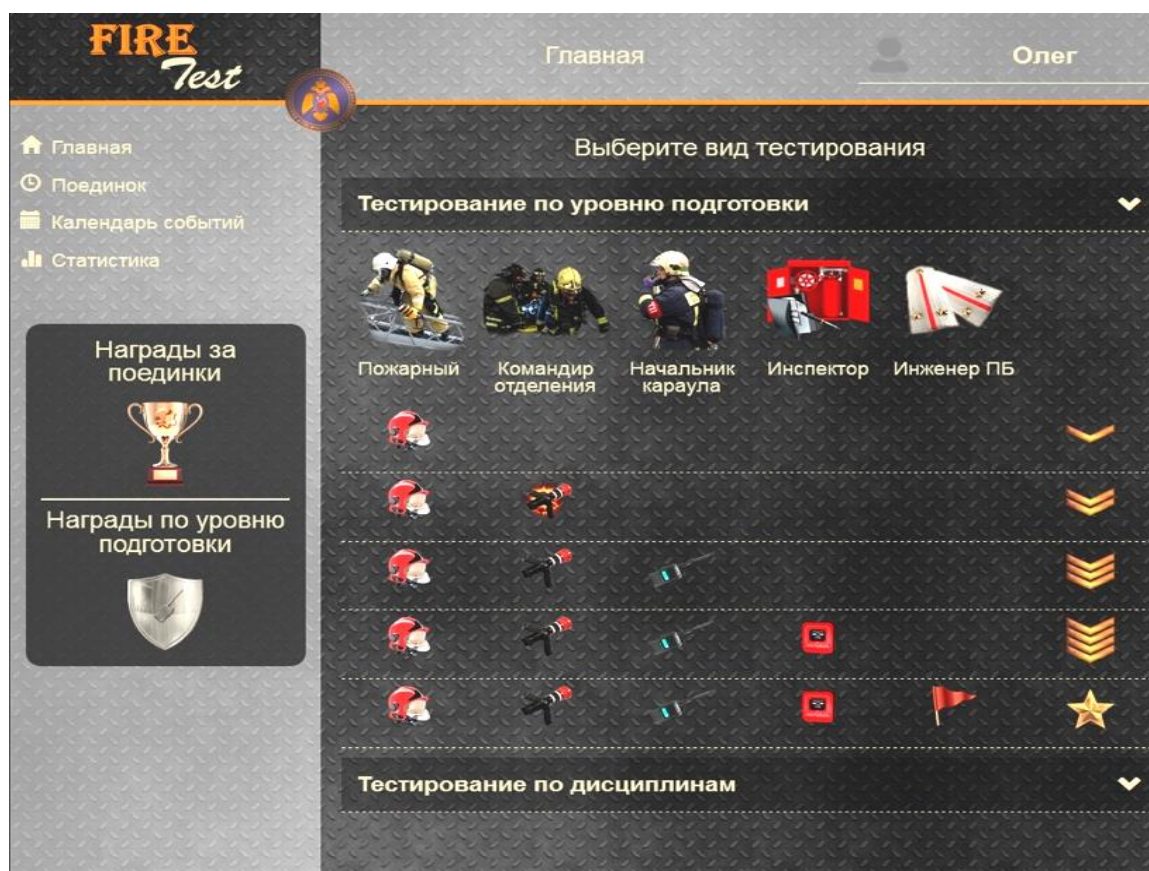 FIRE
Test
Главная
Олег
Главная
Поединок
Календарь событий
Статистика
Награды за
поединки
Награды по уровню
подготовки
Выберите вид тестирования
Тестирование по уровню подготовки
Пожарный
Командир
отделения
Начальник
караула
Инспектор
Инженер ПБ
Тестирование по дисциплинам